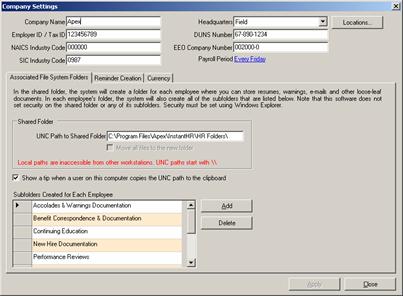 Company Settings
Company Name Apex
Headquarters Field
Locations...
Employer ID / Tax ID 123456789
DUNS Number 67-890-1234
NAICS Industry Code 000000
EEO Company Number 002000-0
SIC Industry Code 0987
Payroll Period Every Friday
Associated File System Folders Reminder Creation Currency
In the shared folder, the system will create a folder for each employee where you can store resumes, warnings, e-mails and other loose-leaf
documents. In each employee's folder, the system will also create all of the subfolders that are listed below. Note that this software does not
set security on the shared folder or any of its subfolders. Security must be set using Windows Explorer.
Shared Folder
UNC Path to Shared Folder C:\Program Files\Apex\InstantHR\HR Folders\
Move all files to the new folder
Local paths are inaccessible from other workstations. UNC paths start with \\
Show a tip when a user on this computer copies the UNC path to the clipboard
Subfolders Created for Each Employee
Accolades & Warnings Documentation
Benefit Correspondence & Documentation
Continuing Education
New Hire Documentation
Performance Reviews
Add
Delete
Apply
Close